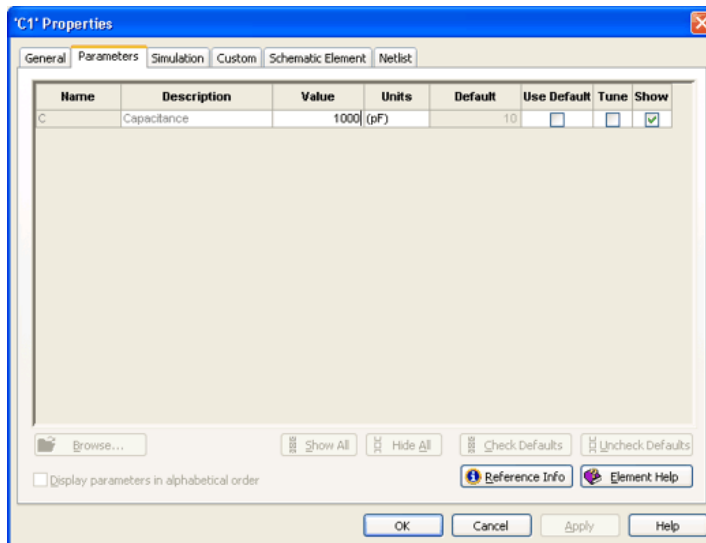 'C1' Properties
General Parameters Simulation Custom Schematic Element Netlist
Name Description Value Units Default Use Default Tune Show
C Capacitance 1000 (pF) 10
Browse... Show All Hide All Check Defaults Uncheck Defaults
Display parameters in alphabetical order Reference Info Element Help
OK Cancel Apply Help